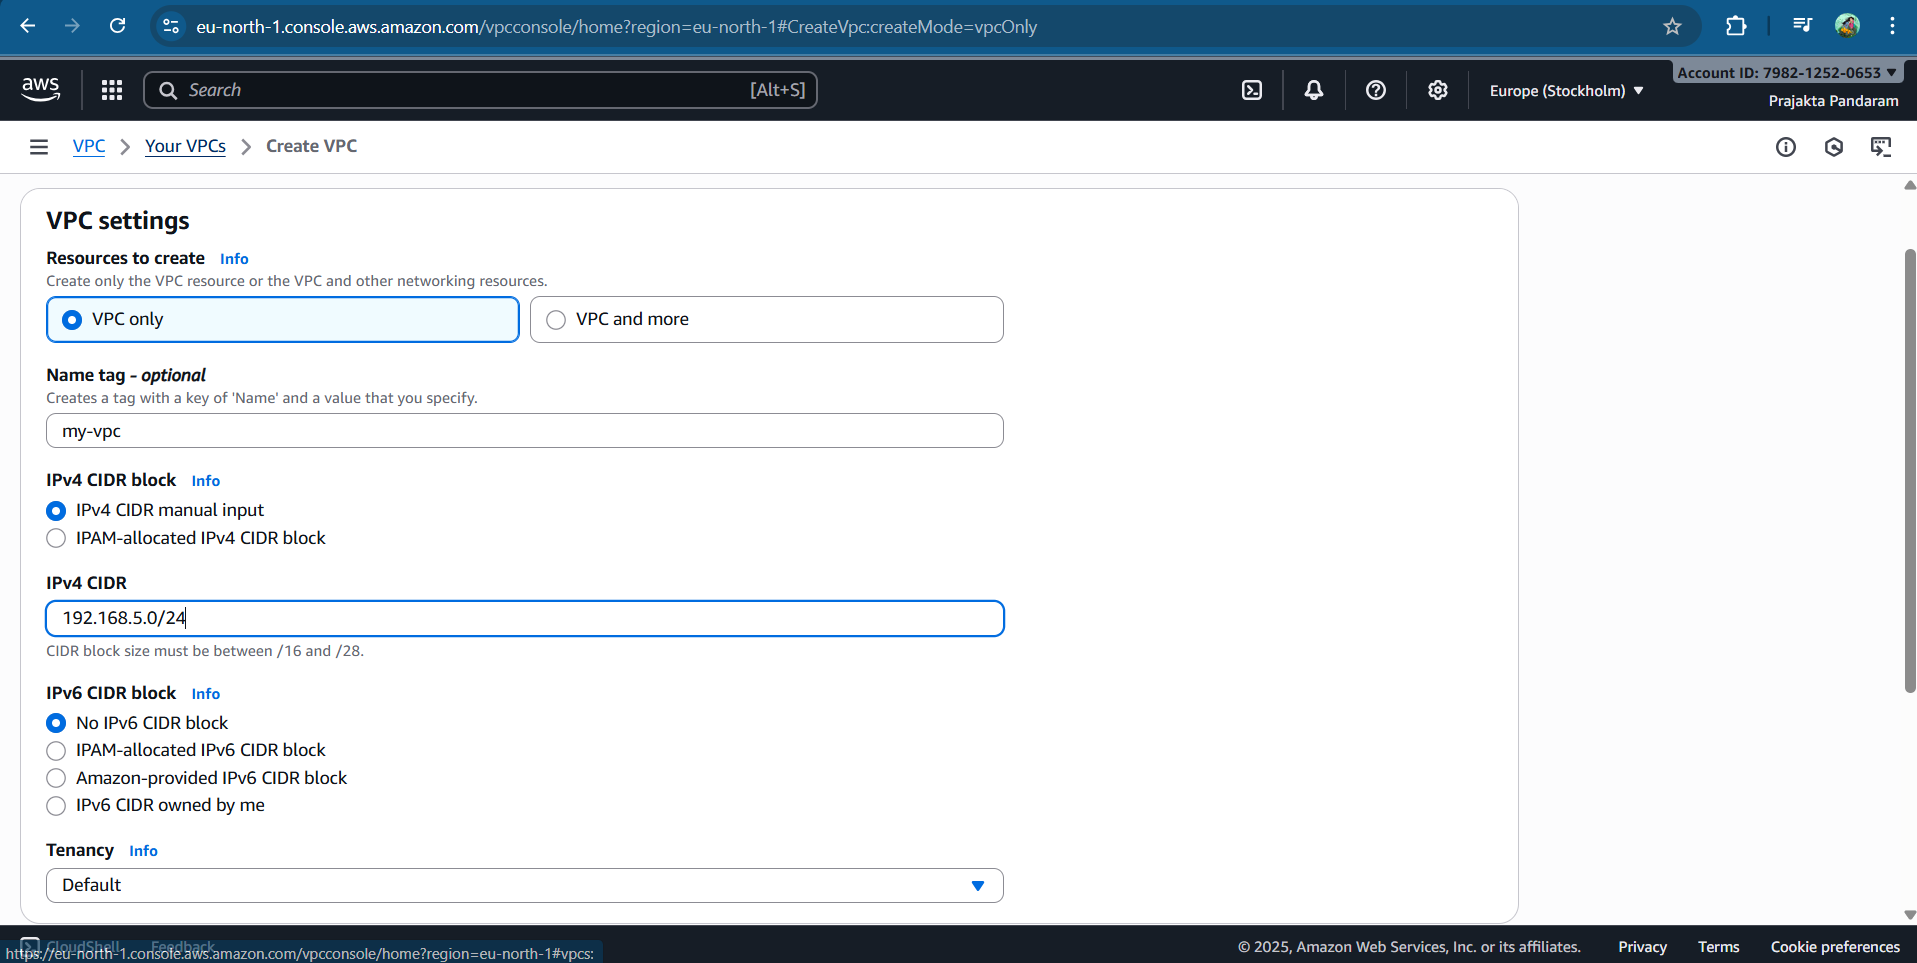 eu-north-1.console.aws.amazon.com/vpcconsole/home?region=eu-north-1#CreateVpc:createMode=vpcOnly
aws
Search [Alt+S]
Europe (Stockholm)
Account ID: 7982-1252-0653
Prajakta Pandaram
VPC
Your VPCs
Create VPC
VPC settings
Resources to create Info
Create only the VPC resource or the VPC and other networking resources.
VPC only
VPC and more
Name tag - optional
Creates a tag with a key of 'Name' and a value that you specify.
my-vpc
IPv4 CIDR block Info
IPv4 CIDR manual input
IPAM-allocated IPv4 CIDR block
IPv4 CIDR
192.168.5.0/24
CIDR block size must be between /16 and /28.
IPv6 CIDR block Info
No IPv6 CIDR block
IPAM-allocated IPv6 CIDR block
Amazon-provided IPv6 CIDR block
IPv6 CIDR owned by me
Tenancy Info
Default
CloudShell Feedback
https://eu-north-1.console.aws.amazon.com/vpcconsole/home?region=eu-north-1#vpcs:
© 2025, Amazon Web Services, Inc. or its affiliates. Privacy Terms Cookie preferences